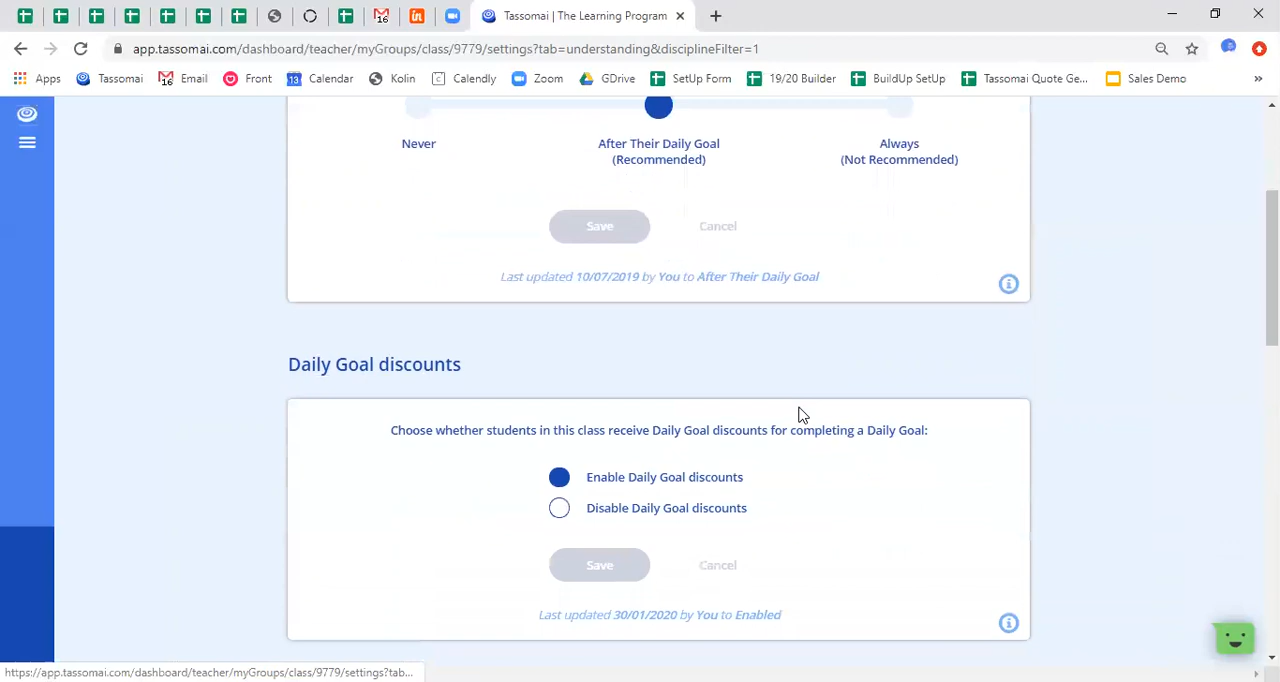 16
Tassomai | The Learning Program
app.tassomai.com/dashboard/teacher/myGroups/class/9779/settings?tab=understanding&disciplineFilter=1
Apps Tassomai Email Front Calendar Kolin Calendly Zoom GDrive SetUp Form 19/20 Builder BuildUp SetUp Tassomai Quote Ge... Sales Demo »
Never
After Their Daily Goal
(Recommended)
Always
(Not Recommended)
Save Cancel
Last updated 10/07/2019 by You to After Their Daily Goal
Daily Goal discounts
Choose whether students in this class receive Daily Goal discounts for completing a Daily Goal:
Enable Daily Goal discounts
Disable Daily Goal discounts
Save Cancel
Last updated 30/01/2020 by You to Enabled
https://app.tassomai.com/dashboard/teacher/myGroups/class/9779/settings?tab...